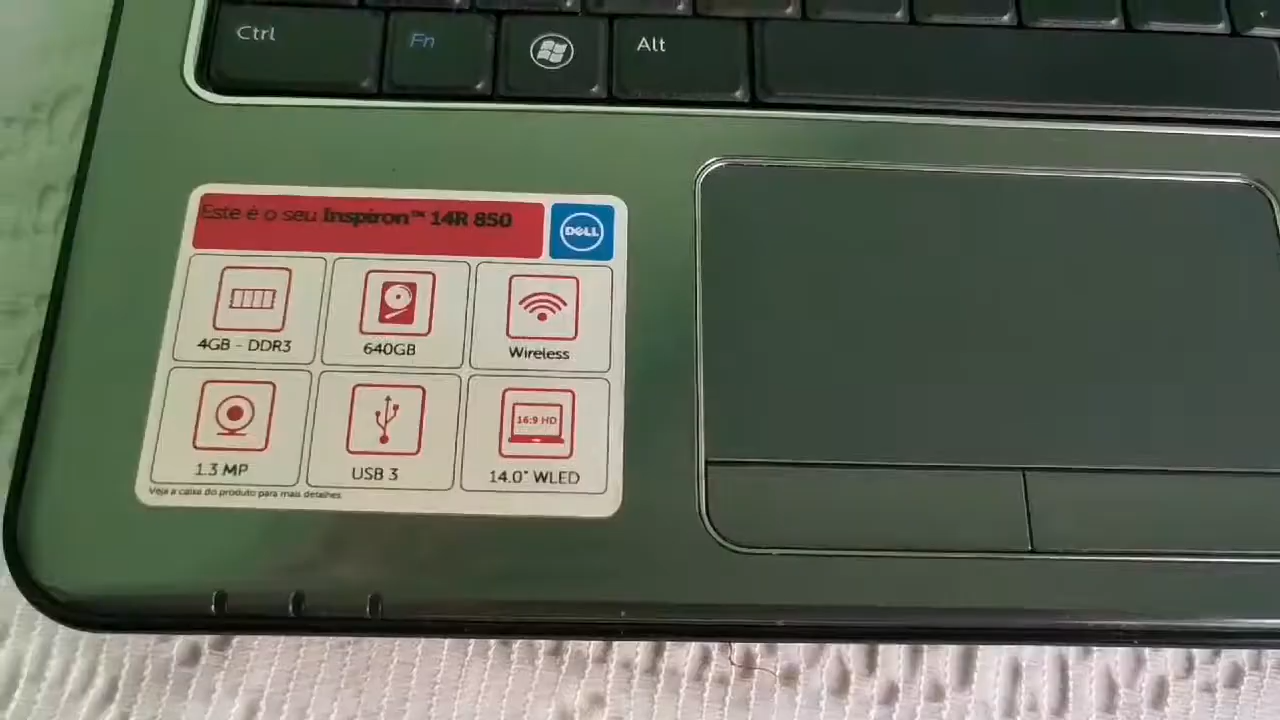 Ctrl Fn Alt
Este é o seu Inspiron™ 14R 850 DELL
4GB - DDR3 640GB Wireless
16:9 HD
1.3 MP USB 3 14.0" WLED
Veja a caixa do produto para mais detalhes